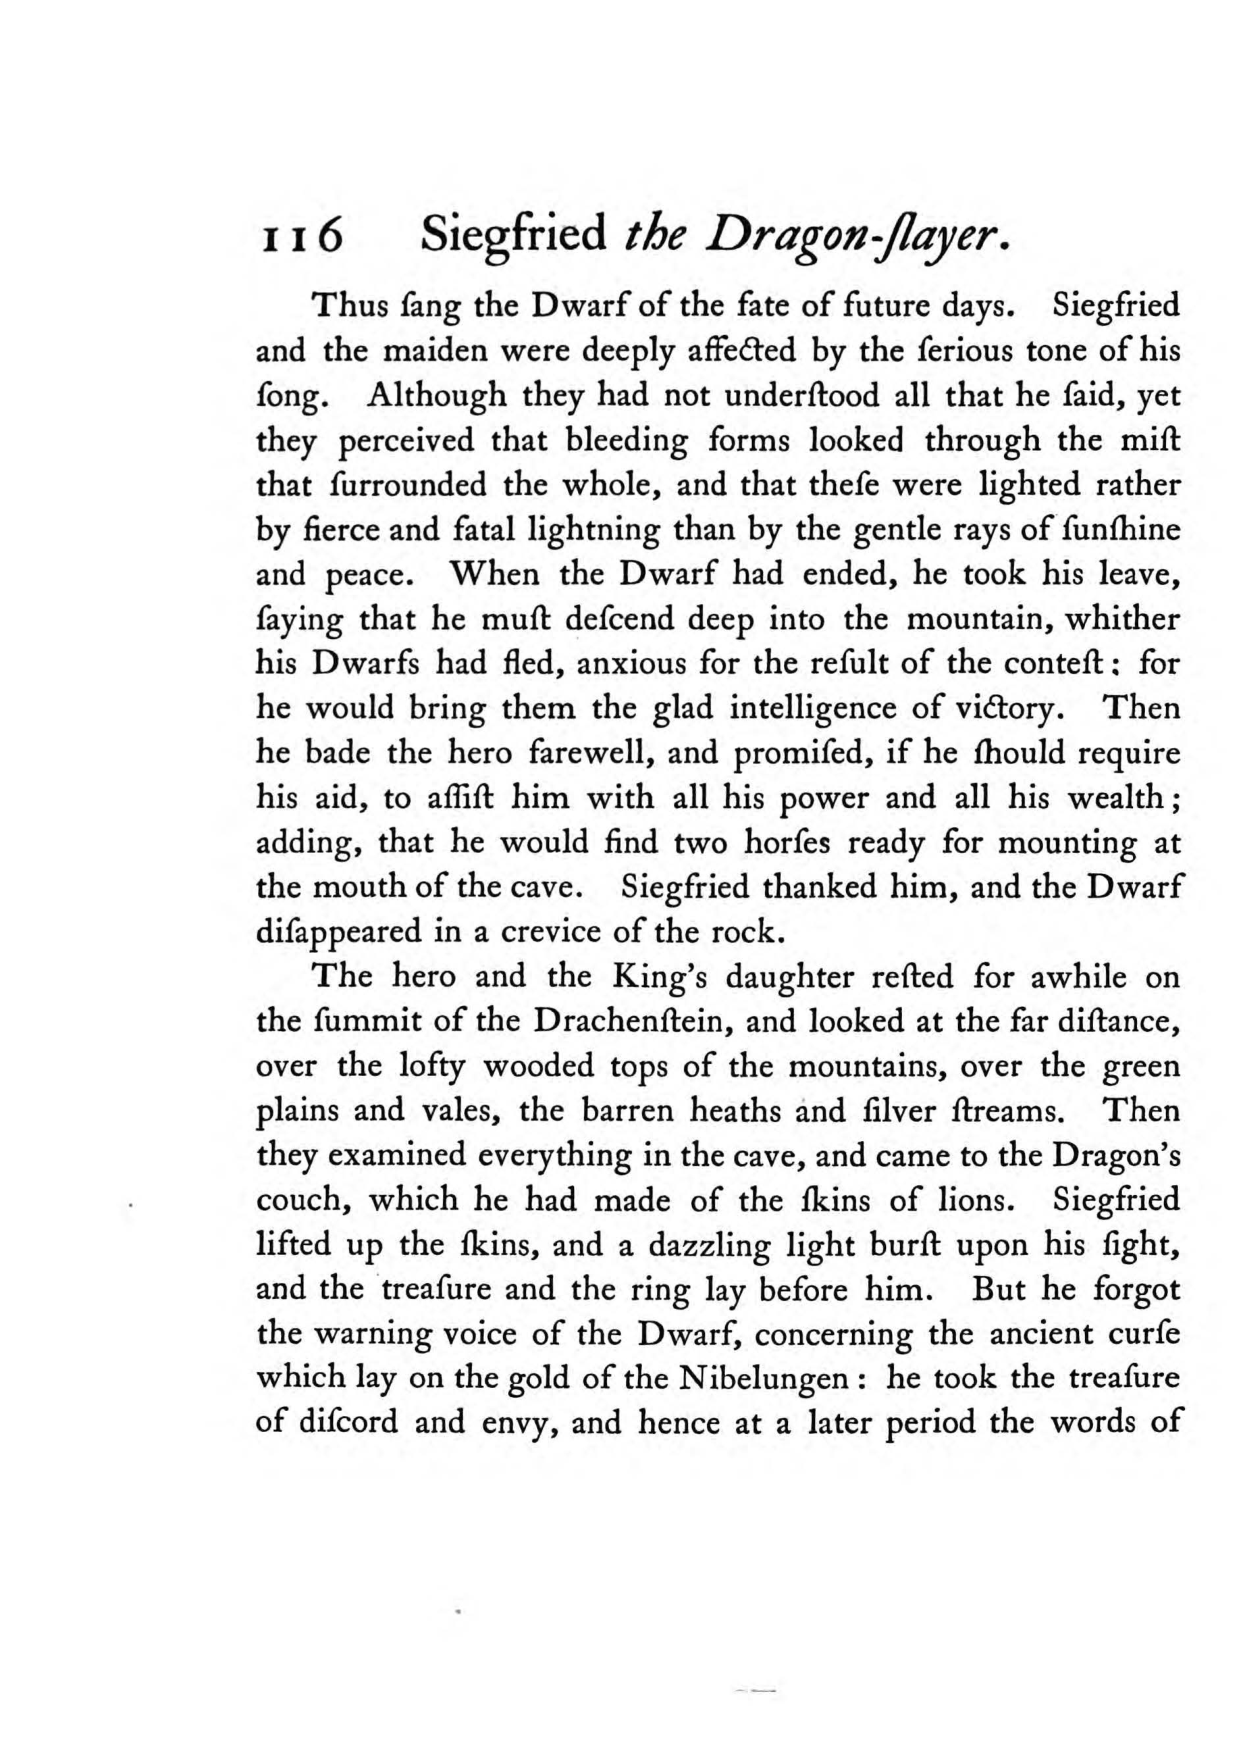 116 Siegfried the Dragon-ſlayer.
Thus ſang the Dwarf of the fate of future days. Siegfried
and the maiden were deeply affected by the ſerious tone of his
ſong. Although they had not underſtood all that he ſaid, yet
they perceived that bleeding forms looked through the miſt
that ſurrounded the whole, and that theſe were lighted rather
by fierce and fatal lightning than by the gentle rays of ſunſhine
and peace. When the Dwarf had ended, he took his leave,
ſaying that he muſt deſcend deep into the mountain, whither
his Dwarfs had fled, anxious for the reſult of the conteſt: for
he would bring them the glad intelligence of victory. Then
he bade the hero farewell, and promiſed, if he ſhould require
his aid, to aſſiſt him with all his power and all his wealth;
adding, that he would find two horſes ready for mounting at
the mouth of the cave. Siegfried thanked him, and the Dwarf
diſappeared in a crevice of the rock.
The hero and the King's daughter reſted for awhile on
the ſummit of the Drachenſtein, and looked at the far diſtance,
over the lofty wooded tops of the mountains, over the green
plains and vales, the barren heaths and ſilver ſtreams. Then
they examined everything in the cave, and came to the Dragon's
couch, which he had made of the ſkins of lions. Siegfried
lifted up the ſkins, and a dazzling light burſt upon his ſight,
and the treaſure and the ring lay before him. But he forgot
the warning voice of the Dwarf, concerning the ancient curſe
which lay on the gold of the Nibelungen: he took the treaſure
of diſcord and envy, and hence at a later period the words of